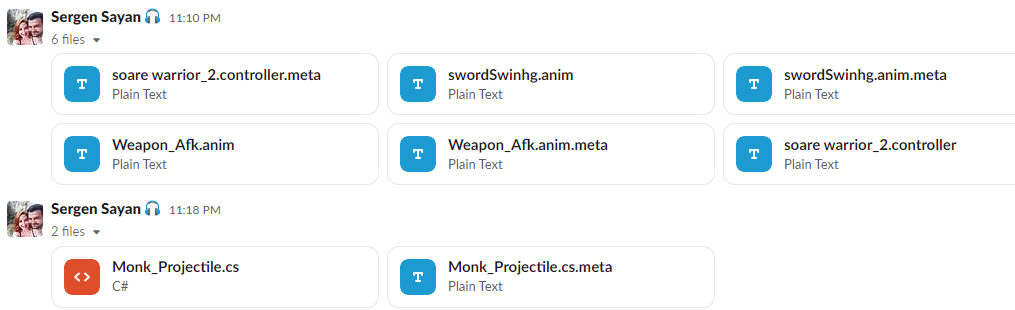 Sergen Sayan 11:10 PM
6 files
soare warrior_2.controller.meta
Plain Text
swordSwinhg.anim
Plain Text
swordSwinhg.anim.meta
Plain Text
Weapon_Afk.anim
Plain Text
Weapon_Afk.anim.meta
Plain Text
soare warrior_2.controller
Plain Text
Sergen Sayan 11:18 PM
2 files
Monk_Projectile.cs
C#
Monk_Projectile.cs.meta
Plain Text